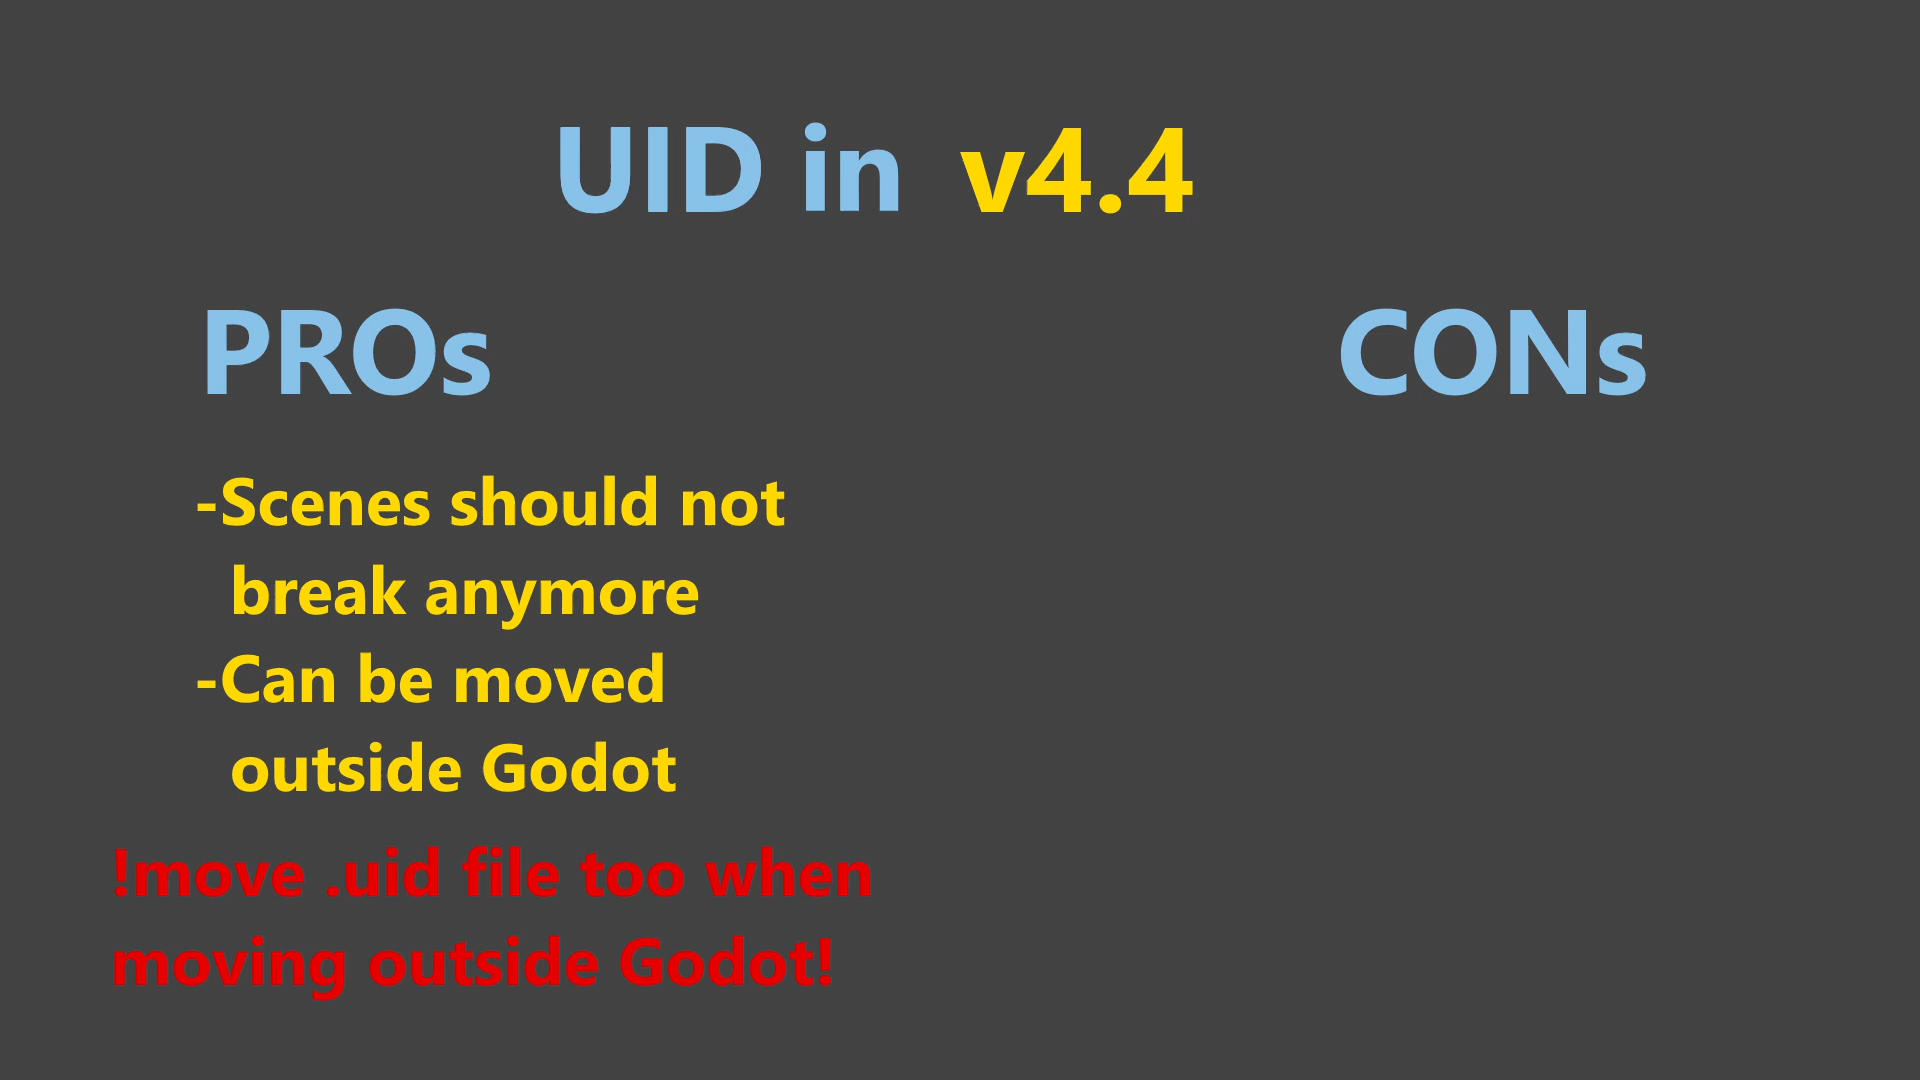 UID in v4.4
PROs
CONs
-Scenes should not
break anymore
-Can be moved
outside Godot
!move .uid file too when
moving outside Godot!